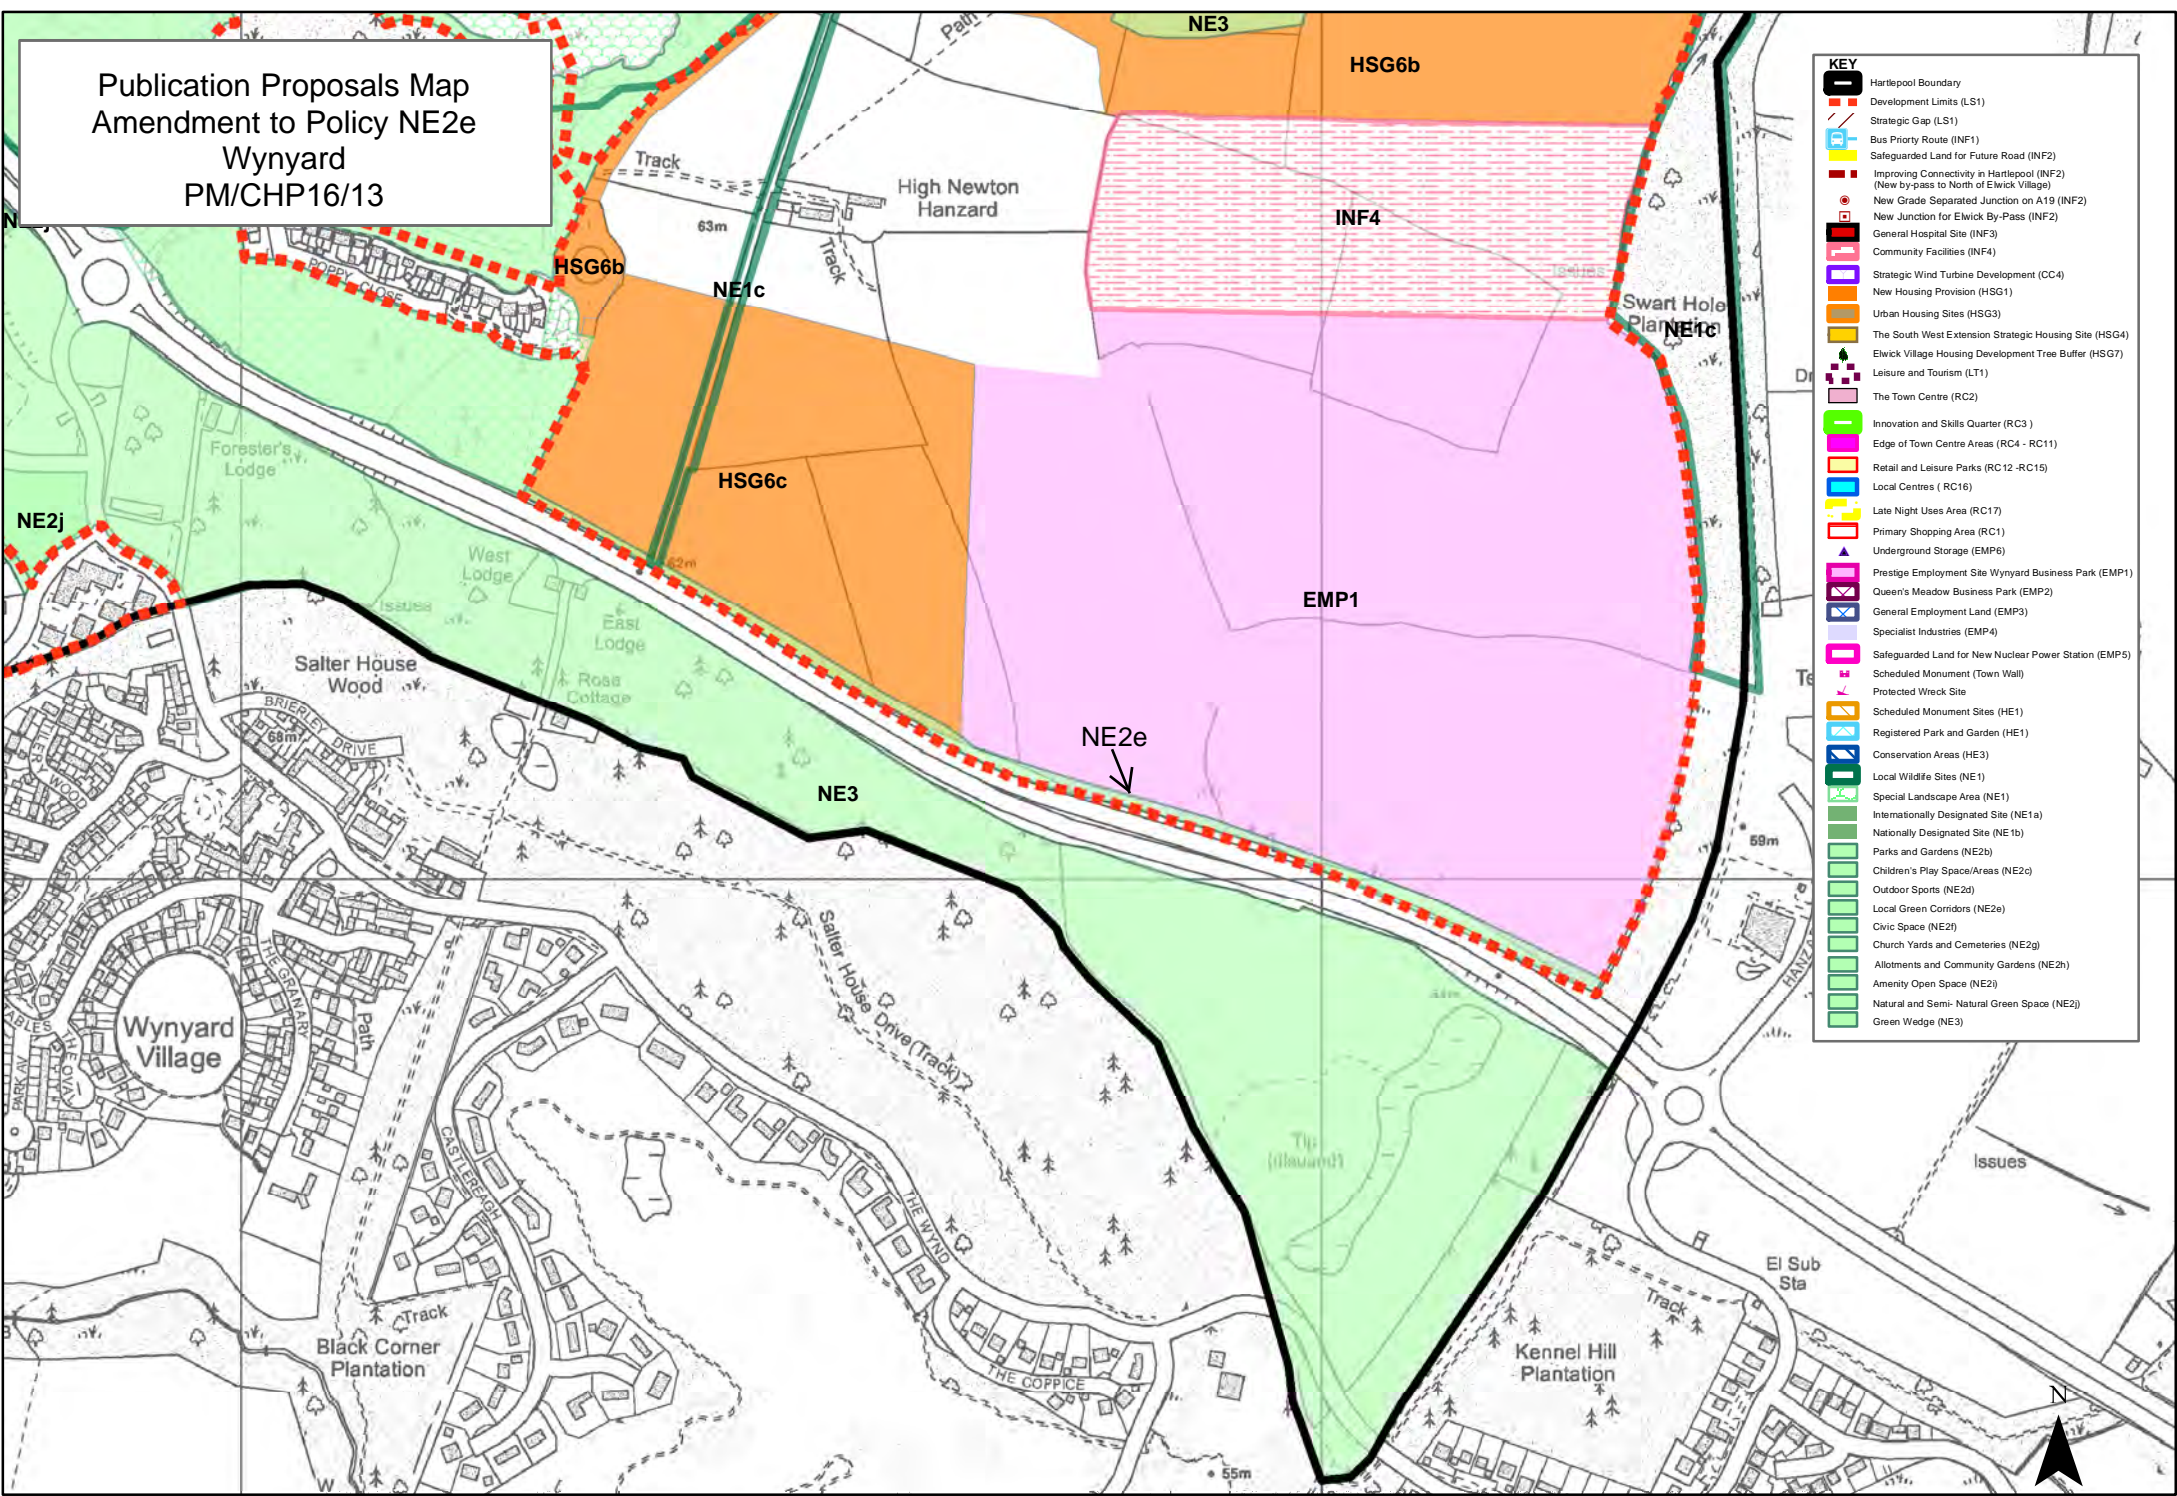 Publication Proposals Map
Amendment to Policy NE2e
Wynyard
PM/CHP16/13
NE3
HSG6b
Path
Track
High Newton
Hanzard
63m
Track
INF4
Issues
Swart Hole
Plantation
NE1c
HSG6b
NE1c
POPPY CLOSE
Forester's
Lodge
HSG6c
NE2j
West
Lodge
62m
Issues
East
Lodge
EMP1
Rose
Cottage
Salter House
Wood
BRIERLEY DRIVE
68m
NE2e
NE3
59m
Salter House Drive (Track)
THE GRANARY
Path
Wynyard
Village
PARK AV
THE OVAL
CASTLEREAGH
THE WYND
Issues
El Sub
Sta
Track
Track
Black Corner
Plantation
Kennel Hill
Plantation
THE COPPICE
55m
W
N
KEY
Hartlepool Boundary
Development Limits (LS1)
Strategic Gap (LS1)
Bus Priorty Route (INF1)
Safeguarded Land for Future Road (INF2)
Improving Connectivity in Hartlepool (INF2)
(New by-pass to North of Elwick Village)
New Grade Separated Junction on A19 (INF2)
New Junction for Elwick By-Pass (INF2)
General Hospital Site (INF3)
Community Facilities (INF4)
Strategic Wind Turbine Development (CC4)
New Housing Provision (HSG1)
Urban Housing Sites (HSG3)
The South West Extension Strategic Housing Site (HSG4)
Elwick Village Housing Development Tree Buffer (HSG7)
Leisure and Tourism (LT1)
The Town Centre (RC2)
Innovation and Skills Quarter (RC3 )
Edge of Town Centre Areas (RC4 - RC11)
Retail and Leisure Parks (RC12 -RC15)
Local Centres ( RC16)
Late Night Uses Area (RC17)
Primary Shopping Area (RC1)
Underground Storage (EMP6)
Prestige Employment Site Wynyard Business Park (EMP1)
Queen's Meadow Business Park (EMP2)
General Employment Land (EMP3)
Specialist Industries (EMP4)
Safeguarded Land for New Nuclear Power Station (EMP5)
Scheduled Monument (Town Wall)
Protected Wreck Site
Scheduled Monument Sites (HE1)
Registered Park and Garden (HE1)
Conservation Areas (HE3)
Local Wildlife Sites (NE1)
Special Landscape Area (NE1)
Internationally Designated Site (NE1a)
Nationally Designated Site (NE1b)
Parks and Gardens (NE2b)
Children's Play Space/Areas (NE2c)
Outdoor Sports (NE2d)
Local Green Corridors (NE2e)
Civic Space (NE2f)
Church Yards and Cemeteries (NE2g)
Allotments and Community Gardens (NE2h)
Amenity Open Space (NE2i)
Natural and Semi- Natural Green Space (NE2j)
Green Wedge (NE3)